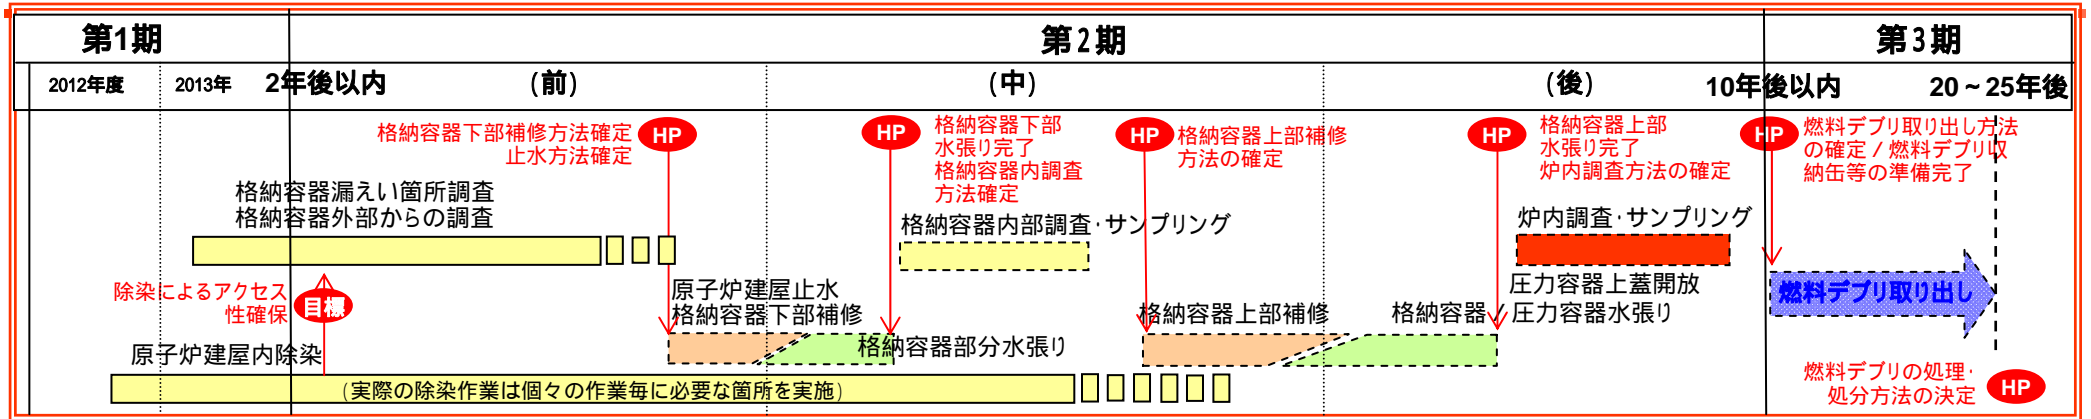 第1期
第2期
第3期
2012年度
2013年
2年後以内
(前)
(中)
(後)
10年後以内
20～25年後
格納容器下部補修方法確定
止水方法確定
HP
HP
格納容器下部
水張り完了
格納容器内調査
方法確定
HP
格納容器上部補修
方法の確定
HP
格納容器上部
水張り完了
炉内調査方法の確定
HP
燃料デブリ取り出し方法
の確定/燃料デブリ収
納缶等の準備完了
格納容器漏えい箇所調査
格納容器外部からの調査
格納容器内部調査･サンプリング
炉内調査･サンプリング
除染によるアクセス
性確保
目標
原子炉建屋止水
格納容器下部補修
格納容器部分水張り
格納容器上部補修
圧力容器上蓋開放
格納容器/圧力容器水張り
燃料デブリ取り出し
原子炉建屋内除染
(実際の除染作業は個々の作業毎に必要な箇所を実施)
燃料デブリの処理･
処分方法の決定
HP